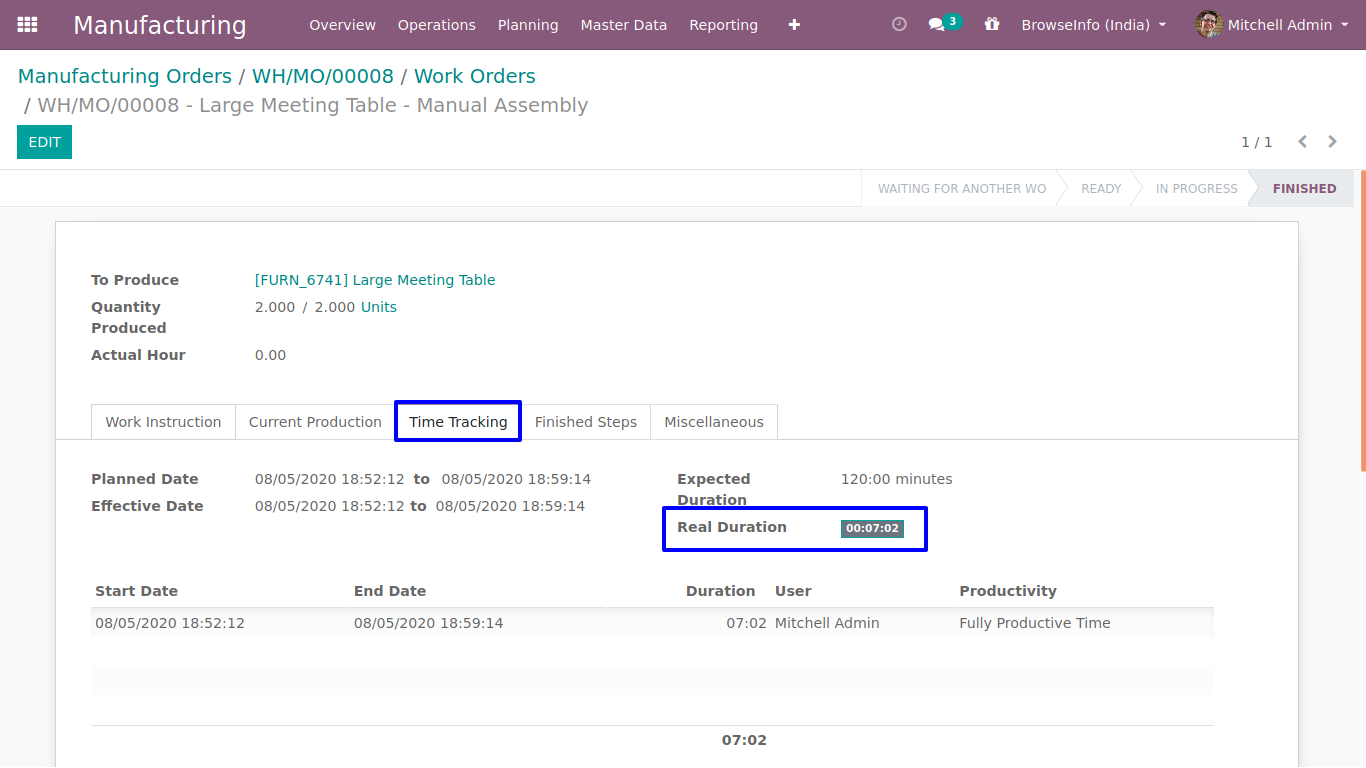 Manufacturing Overview Operations Planning Master Data Reporting 3 BrowseInfo (India) Mitchell Admin
Manufacturing Orders / WH/MO/00008 / Work Orders
/ WH/MO/00008 - Large Meeting Table - Manual Assembly
EDIT 1 / 1
WAITING FOR ANOTHER WO READY IN PROGRESS FINISHED
To Produce [FURN_6741] Large Meeting Table
Quantity Produced 2.000 / 2.000 Units
Actual Hour 0.00
Work Instruction Current Production Time Tracking Finished Steps Miscellaneous
Planned Date 08/05/2020 18:52:12 to 08/05/2020 18:59:14
Effective Date 08/05/2020 18:52:12 to 08/05/2020 18:59:14
Expected Duration 120:00 minutes
Real Duration 00:07:02
Start Date End Date Duration User Productivity
08/05/2020 18:52:12 08/05/2020 18:59:14 07:02 Mitchell Admin Fully Productive Time
07:02